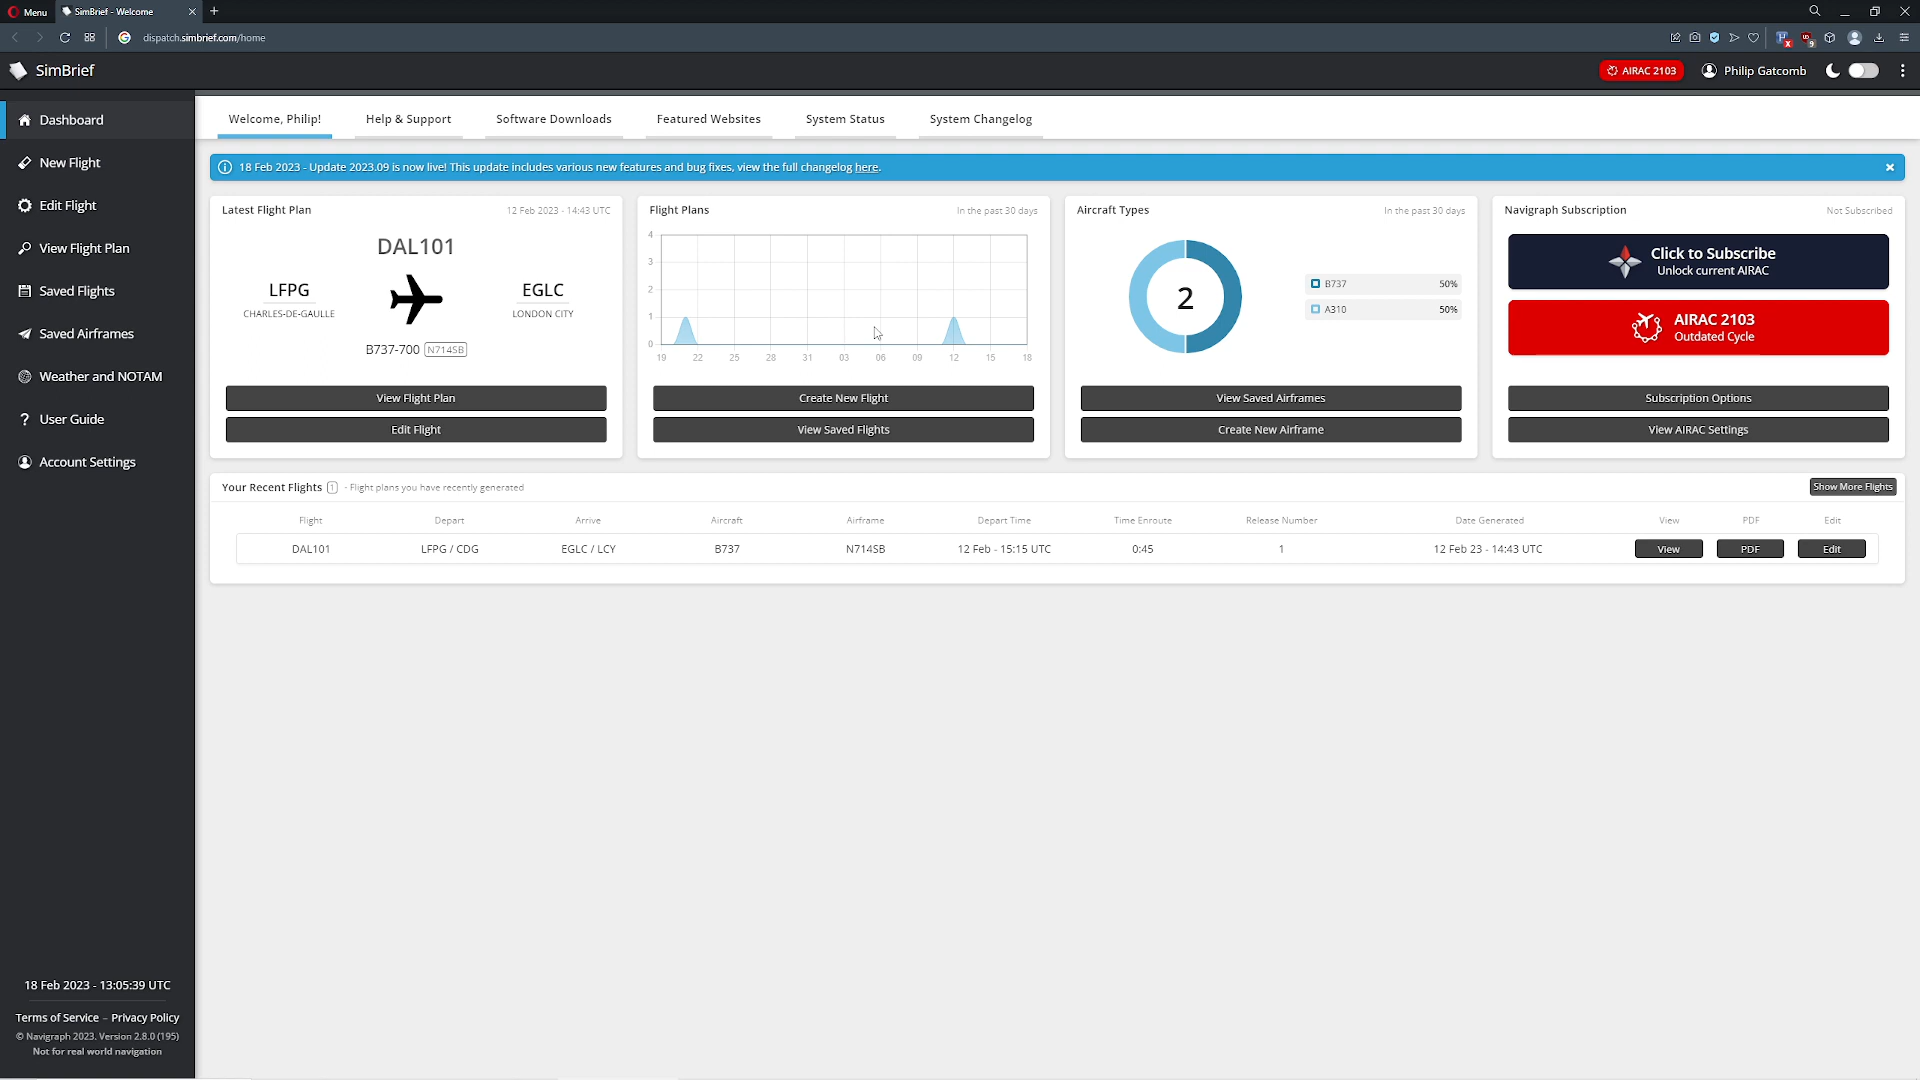 Menu
SimBrief - Welcome
dispatch.simbrief.com/home
9
SimBrief
AIRAC 2103
Philip Gatcomb
Dashboard
New Flight
Edit Flight
View Flight Plan
Saved Flights
Saved Airframes
Weather and NOTAM
? User Guide
Account Settings
18 Feb 2023 - 13:05:39 UTC
Terms of Service - Privacy Policy
© Navigraph 2023. Version 2.8.0 (195)
Not for real world navigation
Welcome, Philip! Help & Support Software Downloads Featured Websites System Status System Changelog
18 Feb 2023 - Update 2023.09 is now live! This update includes various new features and bug fixes, view the full changelog here.
Latest Flight Plan 12 Feb 2023 - 14:43 UTC
DAL101
LFPG EGLC
CHARLES-DE-GAULLE LONDON CITY
B737-700 N714SB
View Flight Plan
Edit Flight
Flight Plans In the past 30 days
4
3
2
1
0
19 22 25 28 31 03 06 09 12 15 18
Create New Flight
View Saved Flights
Aircraft Types In the past 30 days
2
B737 50%
A310 50%
View Saved Airframes
Create New Airframe
Navigraph Subscription Not Subscribed
Click to Subscribe
Unlock current AIRAC
AIRAC 2103
Outdated Cycle
Subscription Options
View AIRAC Settings
Your Recent Flights 1 - Flight plans you have recently generated Show More Flights
Flight Depart Arrive Aircraft Airframe Depart Time Time Enroute Release Number Date Generated View PDF Edit
DAL101 LFPG / CDG EGLC / LCY B737 N714SB 12 Feb - 15:15 UTC 0:45 1 12 Feb 23 - 14:43 UTC View PDF Edit